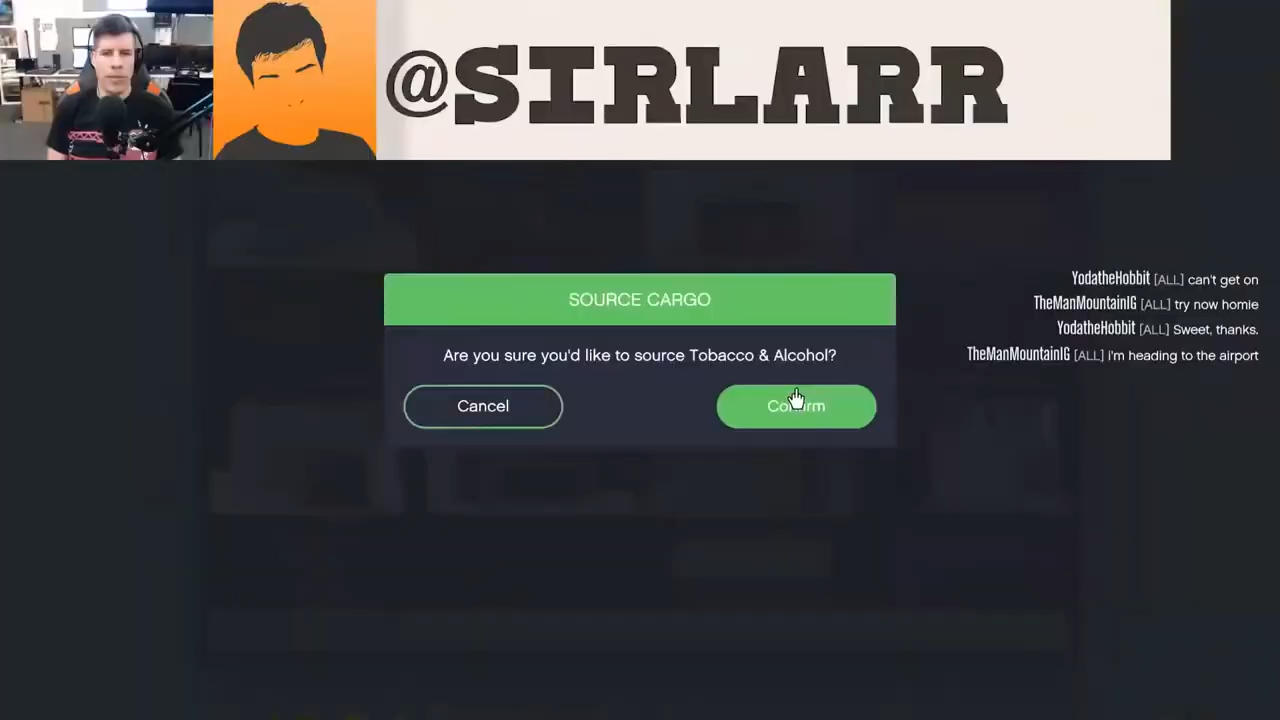 @SIRLARR
YodatheHobbit [ALL] can't get on
TheManMountainIG [ALL] try now homie
YodatheHobbit [ALL] Sweet, thanks.
TheManMountainIG [ALL] i'm heading to the airport
SOURCE CARGO
Are you sure you'd like to source Tobacco & Alcohol?
Cancel
Confirm